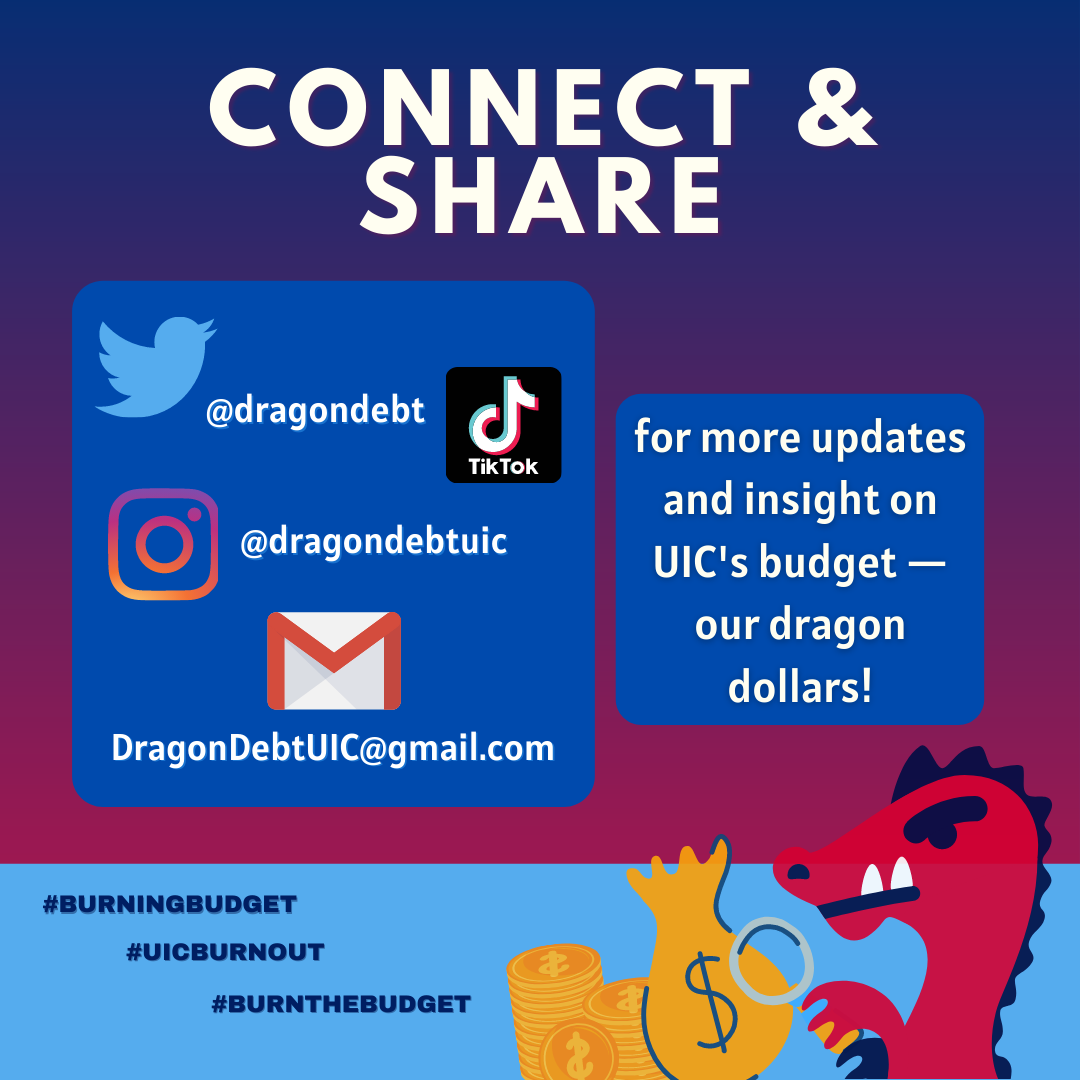 CONNECT &
SHARE
@dragondebt
TikTok
@dragondebtuic
DragonDebtUIC@gmail.com
for more updates
and insight on
UIC's budget —
our dragon
dollars!
#BURNINGBUDGET
#UICBURNOUT
#BURNTHEBUDGET